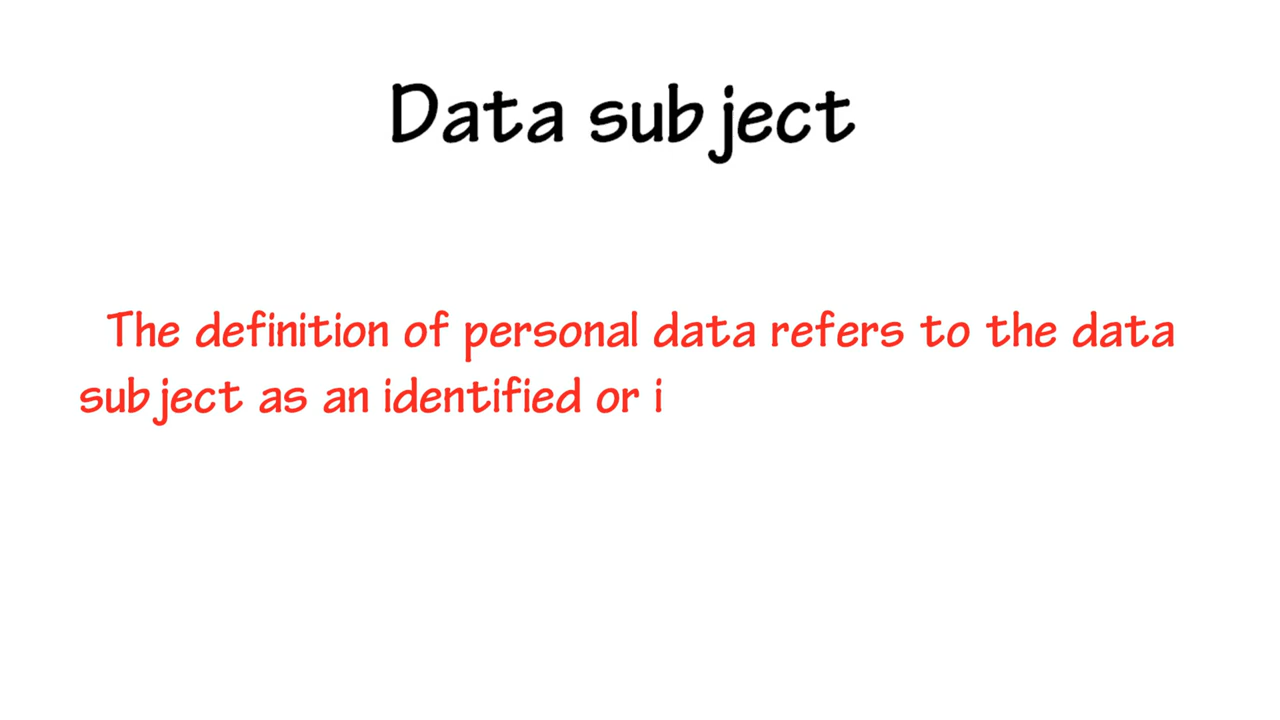 Data subject
The definition of personal data refers to the data
subject as an identified or i